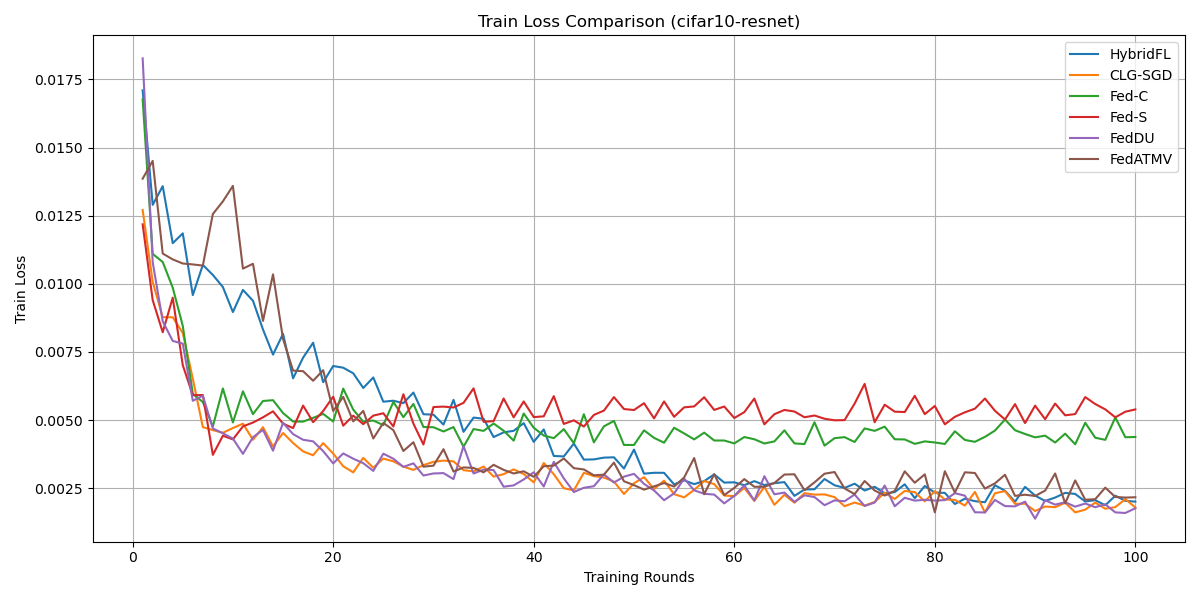 Train Loss Comparison (cifar10-resnet)
HybridFL
CLG-SGD
Fed-C
Fed-S
FedDU
FedATMV
Train Loss
0.0175
0.0150
0.0125
0.0100
0.0075
0.0050
0.0025
0 20 40 60 80 100
Training Rounds